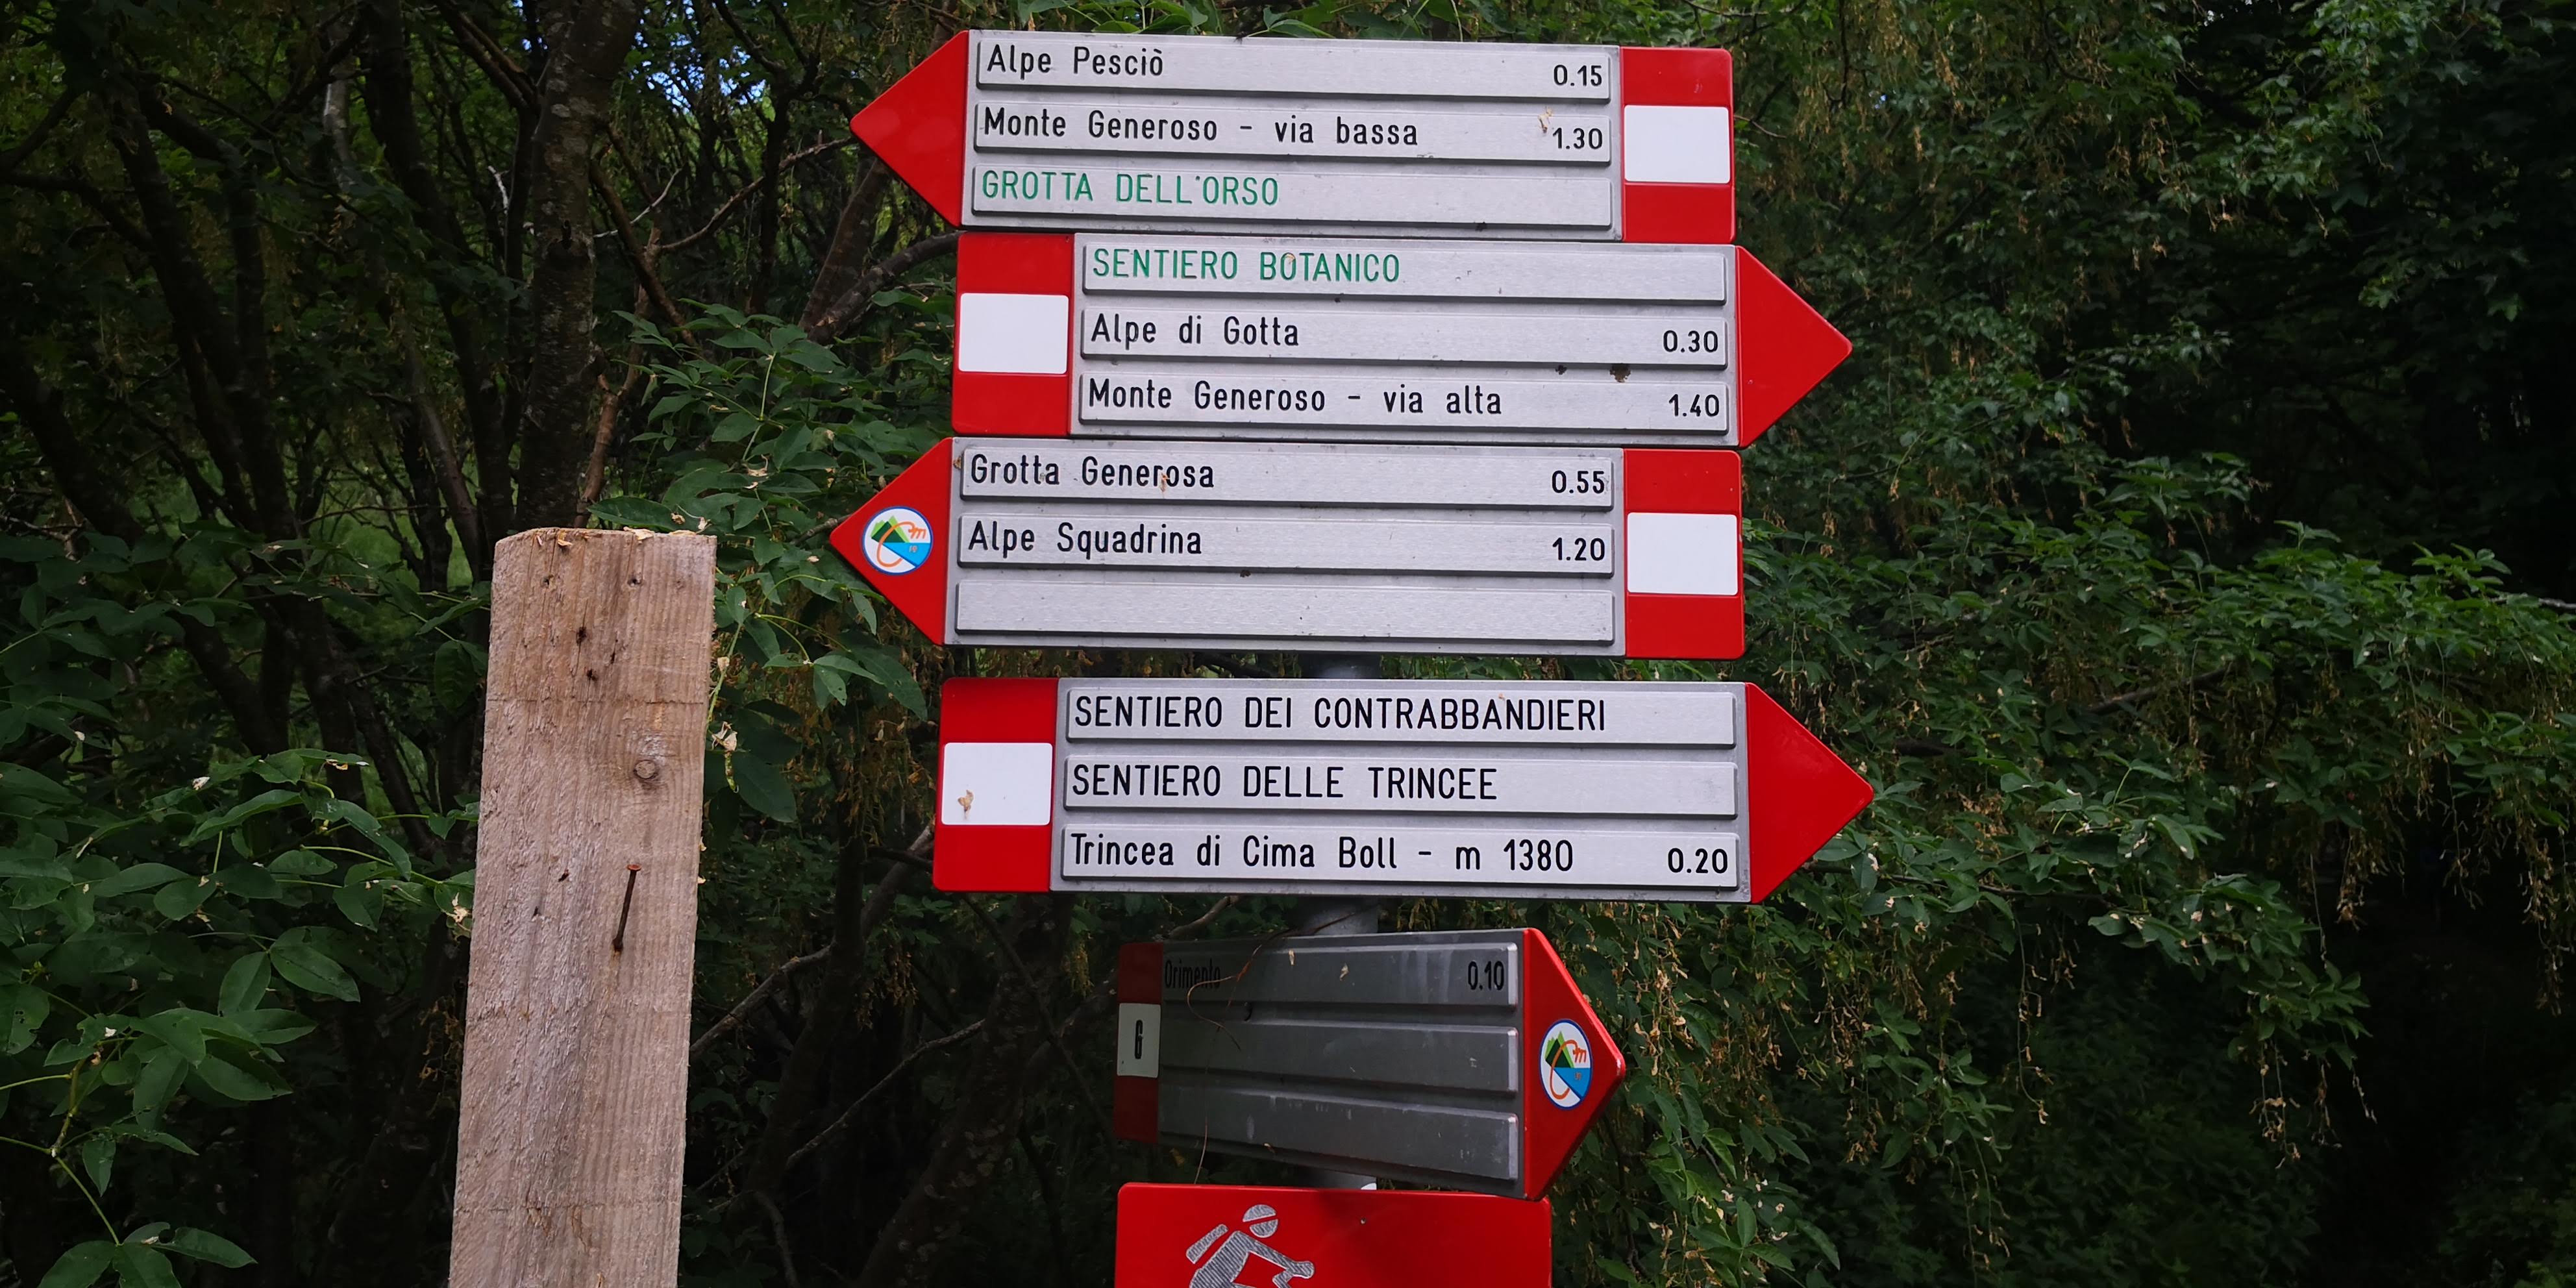 Alpe Pesciò 0.15
Monte Generoso - via bassa 1.30
GROTTA DELL'ORSO
SENTIERO BOTANICO
Alpe di Gotta 0.30
Monte Generoso - via alta 1.40
Grotta Generosa 0.55
Alpe Squadrina 1.20
SENTIERO DEI CONTRABBANDIERI
SENTIERO DELLE TRINCEE
Trincea di Cima Boll - m 1380 0.20
Orimento 0.10
G